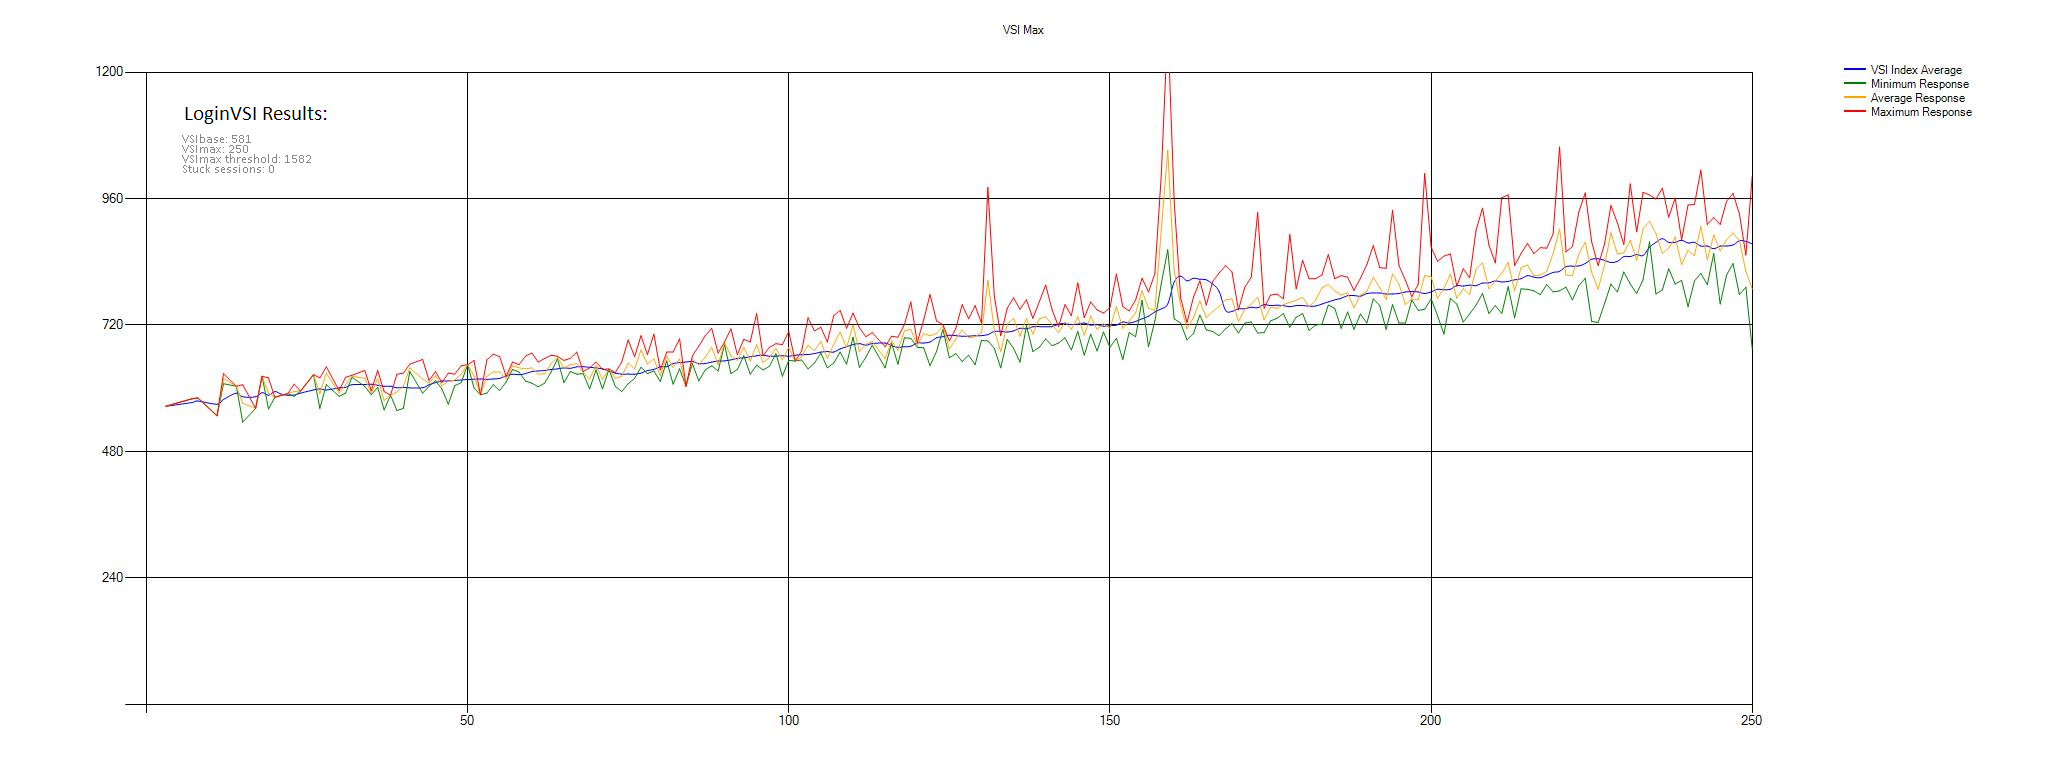 VSI Max
1200
960
720
480
240
50
100
150
200
250
LoginVSI Results:
VSIbase: 581
VSImax: 250
VSImax threshold: 1582
Stuck sessions: 0
VSI Index Average
Minimum Response
Average Response
Maximum Response